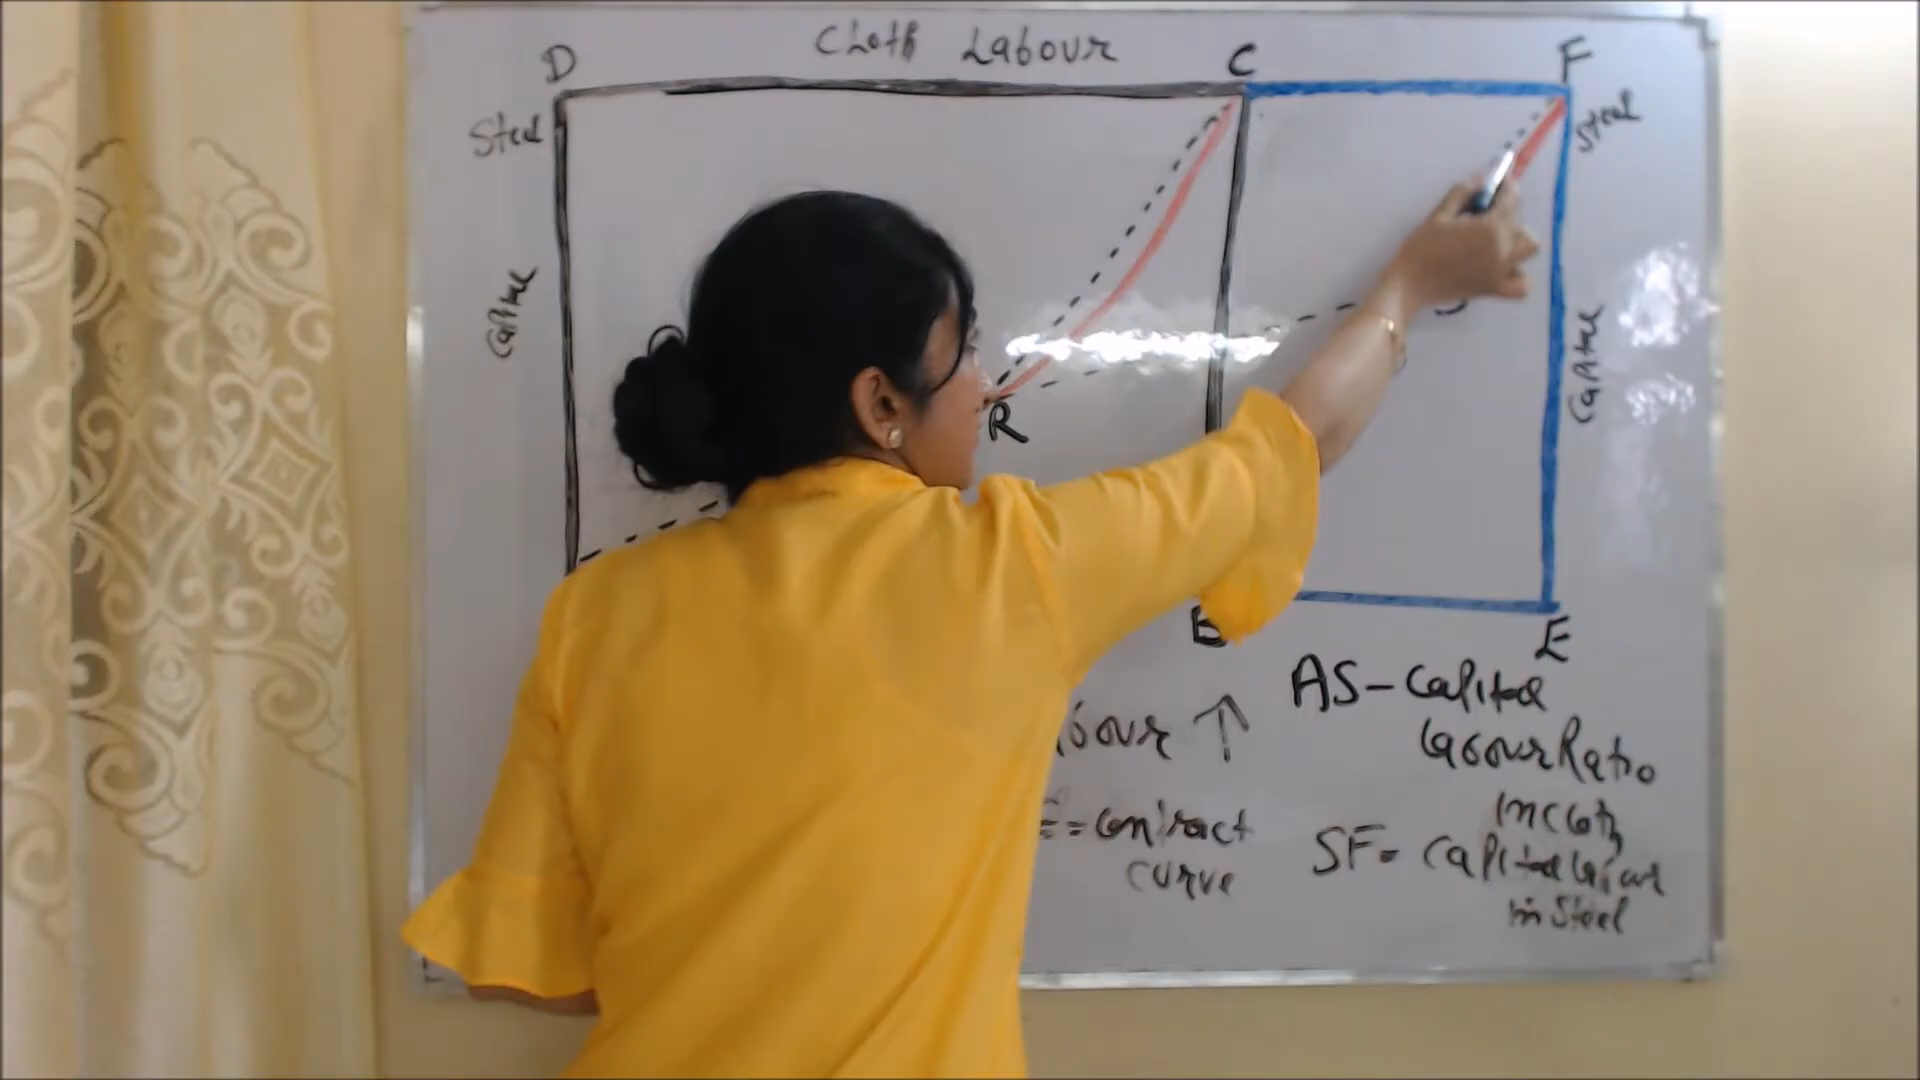 D
Cloth Labour
C
F
Steel
Steel
Capital
Capital
R
B
E
AS-Capital
Labour Ratio
in Cloth
SF= Capital Labour
in Steel
bour ↑
= Contract
curve